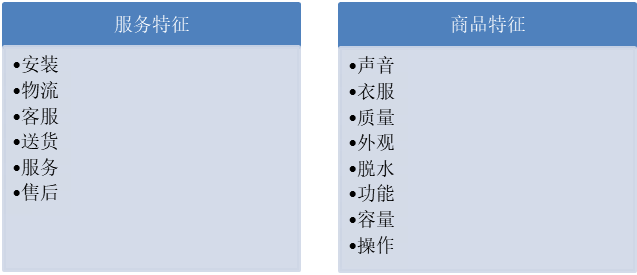 服务特征
•安装
•物流
•客服
•送货
•服务
•售后
商品特征
•声音
•衣服
•质量
•外观
•脱水
•功能
•容量
•操作